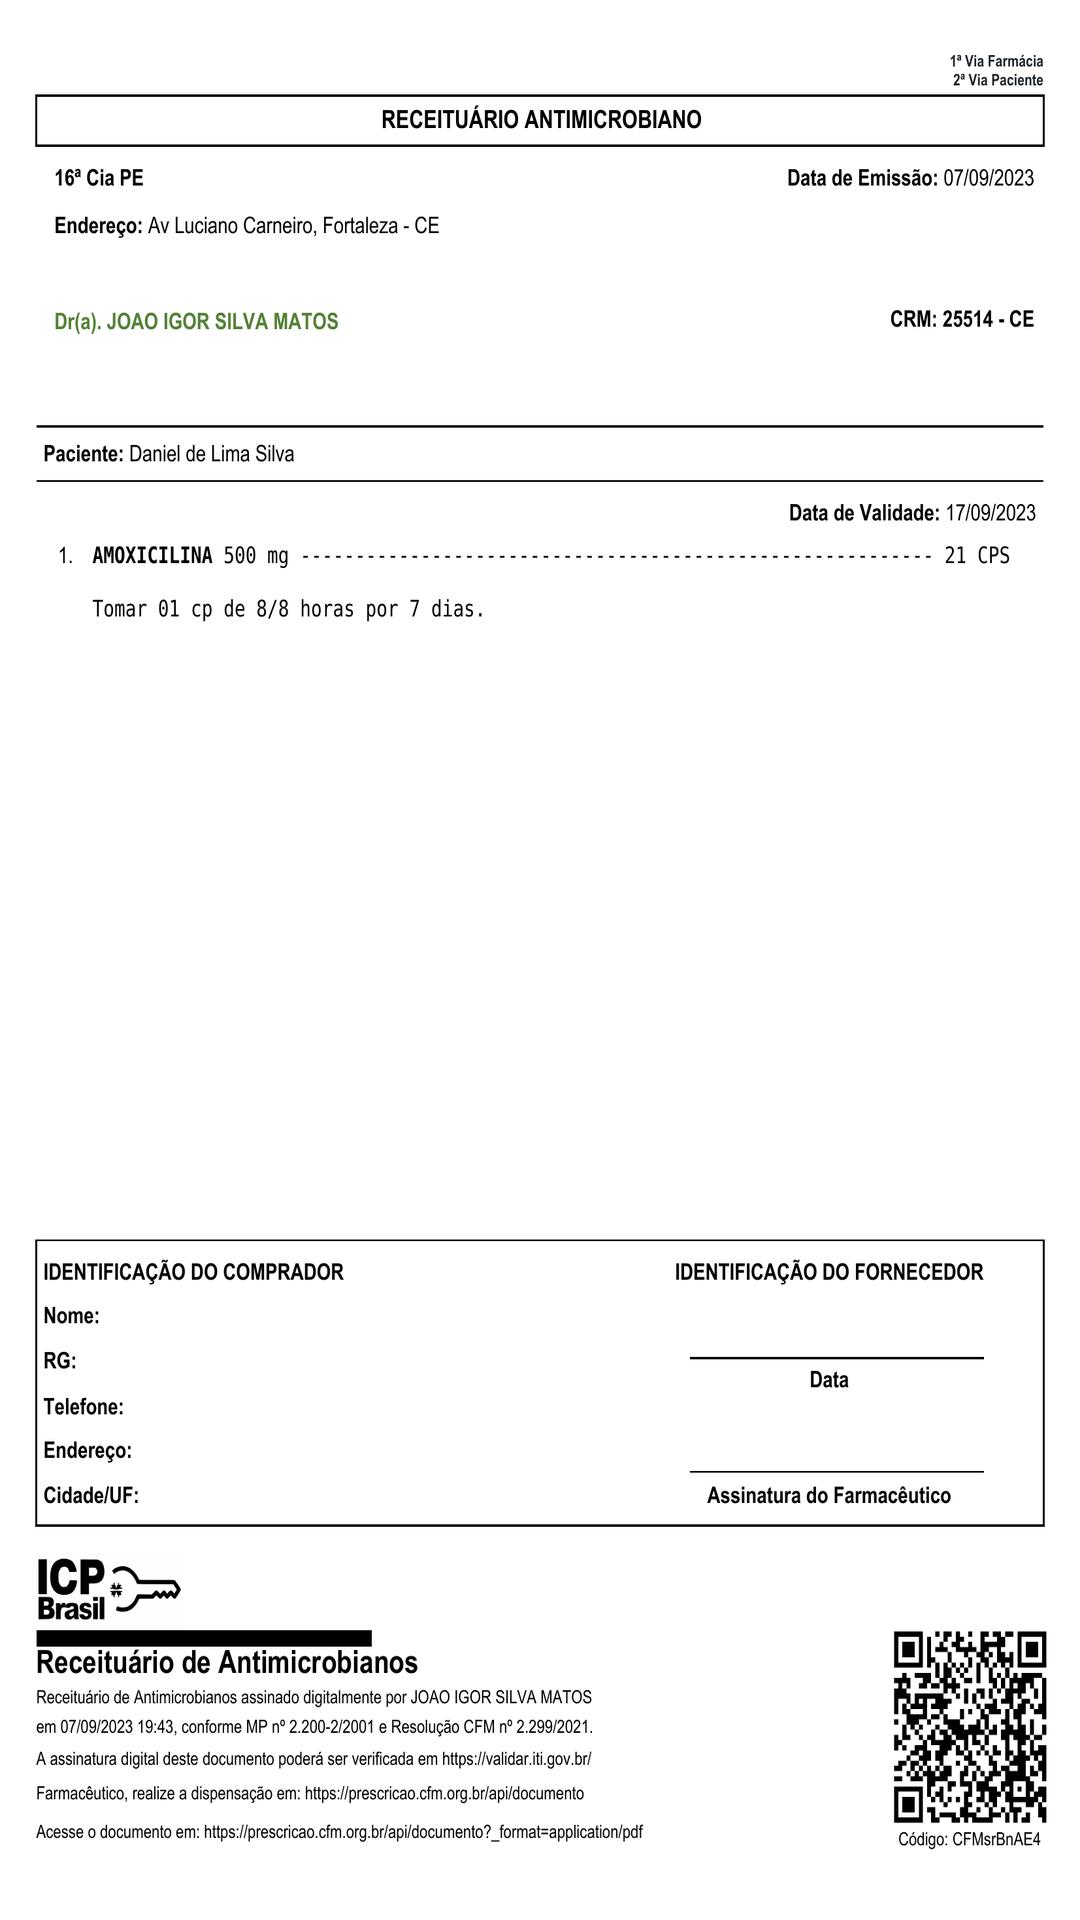 1ª Via Farmácia
2ª Via Paciente
RECEITUÁRIO ANTIMICROBIANO
16ª Cia PE
Data de Emissão: 07/09/2023
Endereço: Av Luciano Carneiro, Fortaleza - CE
Dr(a). JOAO IGOR SILVA MATOS
CRM: 25514 - CE
Paciente: Daniel de Lima Silva
Data de Validade: 17/09/2023
1. AMOXICILINA 500 mg ---------------------------------------------------------- 21 CPS
Tomar 01 cp de 8/8 horas por 7 dias.
IDENTIFICAÇÃO DO COMPRADOR
Nome:
RG:
Telefone:
Endereço:
Cidade/UF:
IDENTIFICAÇÃO DO FORNECEDOR
Data
Assinatura do Farmacêutico
ICP
Brasil
Receituário de Antimicrobianos
Receituário de Antimicrobianos assinado digitalmente por JOAO IGOR SILVA MATOS
em 07/09/2023 19:43, conforme MP nº 2.200-2/2001 e Resolução CFM nº 2.299/2021.
A assinatura digital deste documento poderá ser verificada em https://validar.iti.gov.br/
Farmacêutico, realize a dispensação em: https://prescricao.cfm.org.br/api/documento
Acesse o documento em: https://prescricao.cfm.org.br/api/documento?_format=application/pdf
Código: CFMsrBnAE4